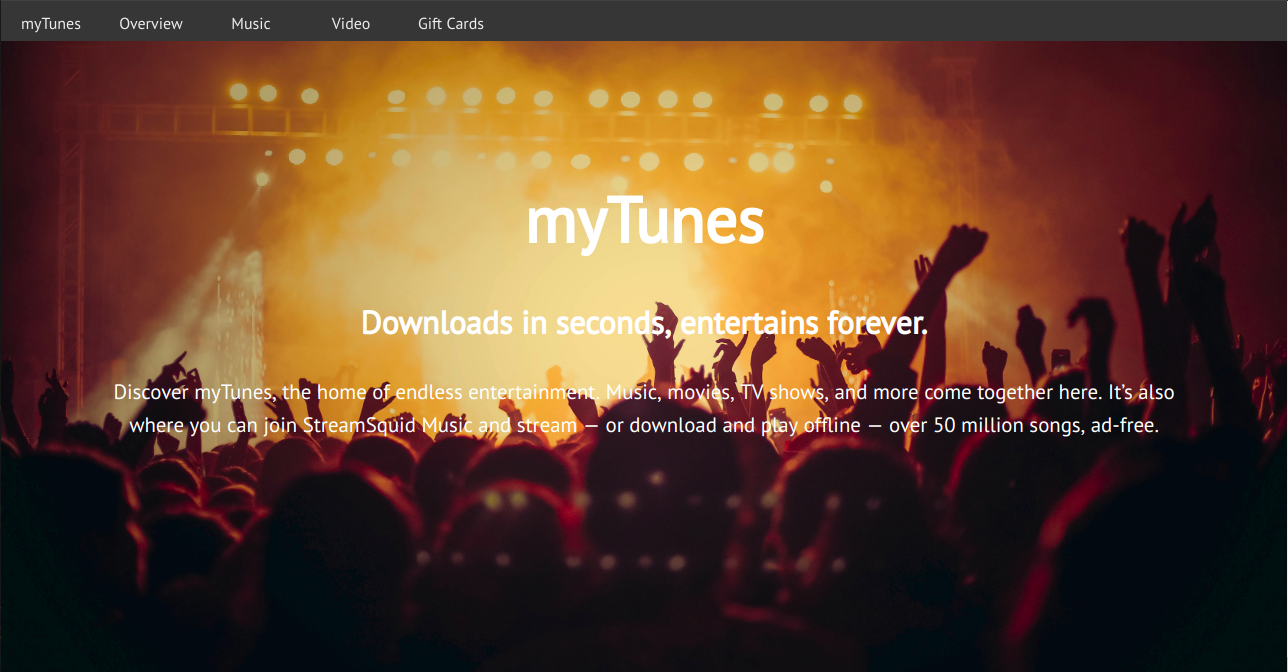 myTunes Overview Music Video Gift Cards
myTunes
Downloads in seconds, entertains forever.
Discover myTunes, the home of endless entertainment. Music, movies, TV shows, and more come together here. It’s also
where you can join StreamSquid Music and stream — or download and play offline — over 50 million songs, ad-free.